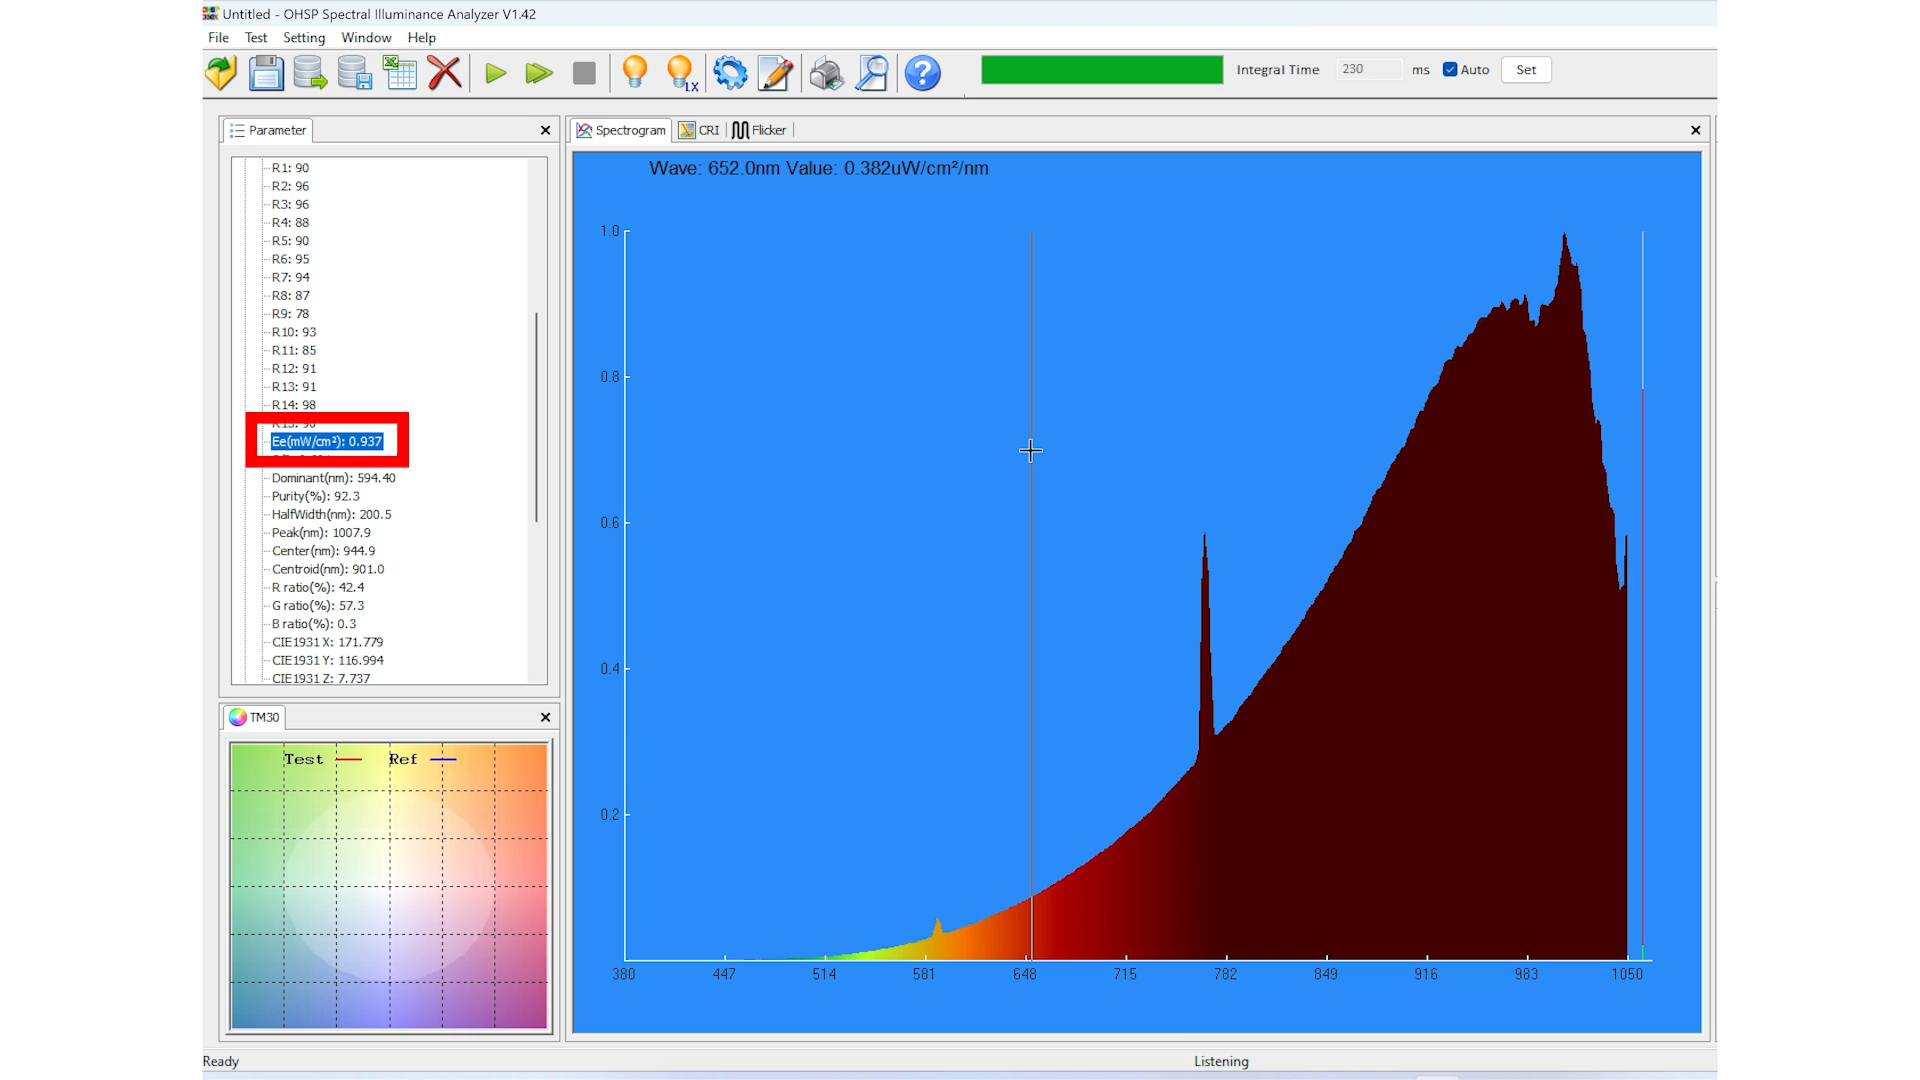 Untitled - OHSP Spectral Illuminance Analyzer V1.42
File Test Setting Window Help
LX
Integral Time 230 ms Auto Set
Parameter
Spectrogram CRI Flicker
R1: 90
R2: 96
R3: 96
R4: 88
R5: 90
R6: 95
R7: 94
R8: 87
R9: 78
R10: 93
R11: 85
R12: 91
R13: 91
R14: 98
Ee(mW/cm²): 0.937
Dominant(nm): 594.40
Purity(%): 92.3
HalfWidth(nm): 200.5
Peak(nm): 1007.9
Center(nm): 944.9
Centroid(nm): 901.0
R ratio(%): 42.4
G ratio(%): 57.3
B ratio(%): 0.3
CIE1931 X: 171.779
CIE1931 Y: 116.994
CIE1931 Z: 7.737
Wave: 652.0nm Value: 0.382uW/cm²/nm
1.0
0.8
0.6
0.4
0.2
380 447 514 581 648 715 782 849 916 983 1050
TM30
Test Ref
Ready Listening